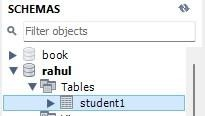 SCHEMAS
Filter objects
book
rahul
Tables
student1